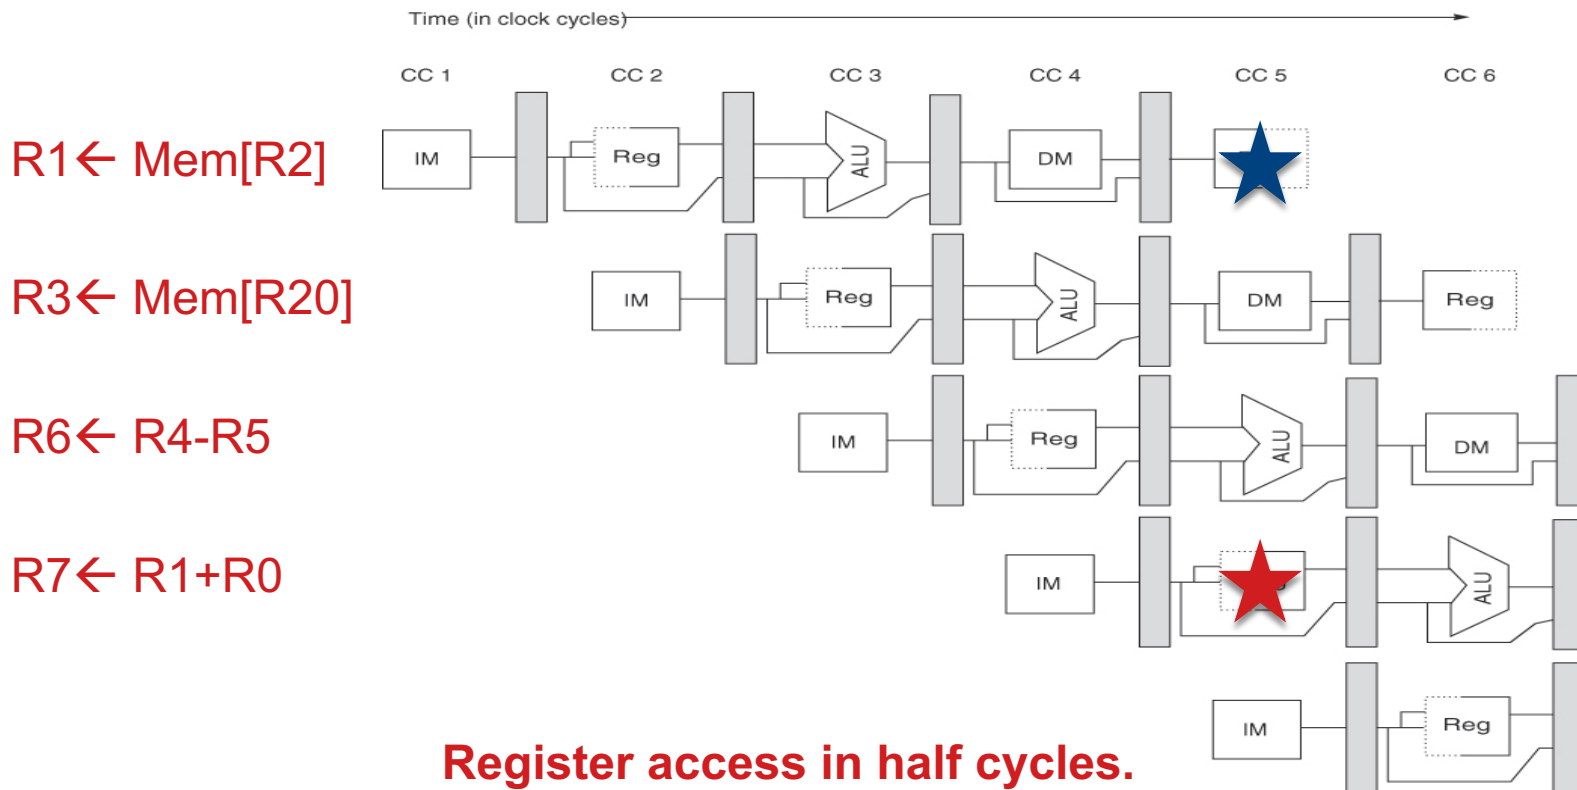 Time (in clock cycles)
CC 1 CC 2 CC 3 CC 4 CC 5 CC 6
R1← Mem[R2] IM Reg ALU DM
R3← Mem[R20] IM Reg ALU DM Reg
R6← R4-R5 IM Reg ALU DM
R7← R1+R0 IM ALU
IM Reg
Register access in half cycles.